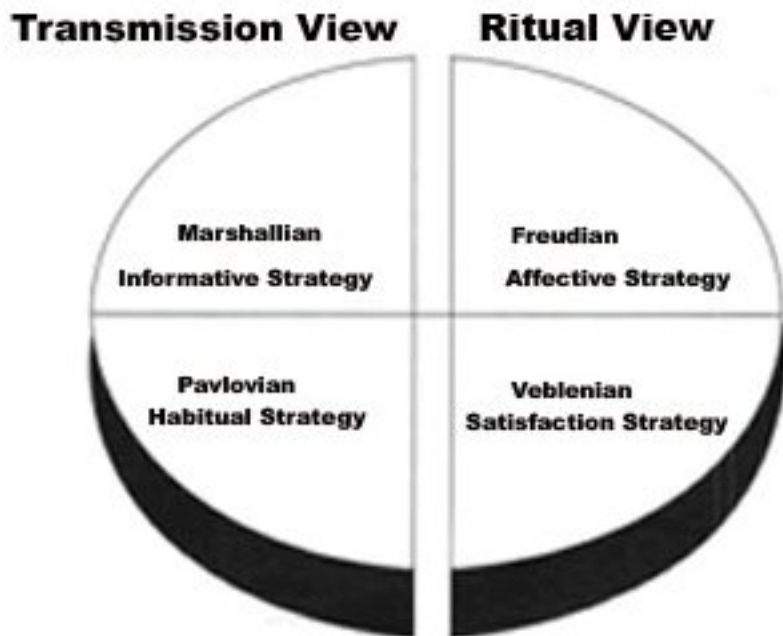 Transmission View
Ritual View
Marshallian
Informative Strategy
Freudian
Affective Strategy
Pavlovian
Habitual Strategy
Veblenian
Satisfaction Strategy